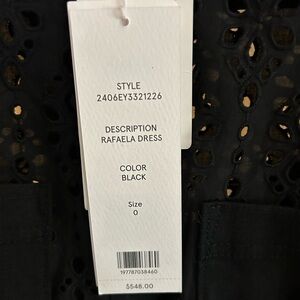 STYLE
2406EY3321226
DESCRIPTION
RAFAELA DRESS
COLOR
BLACK
Size
0
197787038460
$548.00